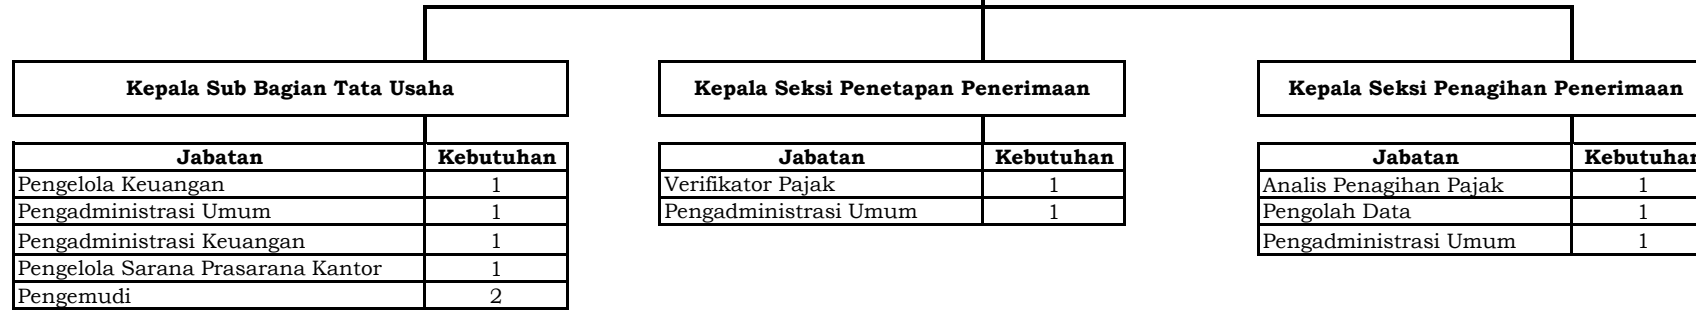 Kepala Sub Bagian Tata Usaha
Jabatan Kebutuhan
Pengelola Keuangan 1
Pengadministrasi Umum 1
Pengadministrasi Keuangan 1
Pengelola Sarana Prasarana Kantor 1
Pengemudi 2
Kepala Seksi Penetapan Penerimaan
Jabatan Kebutuhan
Verifikator Pajak 1
Pengadministrasi Umum 1
Kepala Seksi Penagihan Penerimaan
Jabatan Kebutuhan
Analis Penagihan Pajak 1
Pengolah Data 1
Pengadministrasi Umum 1